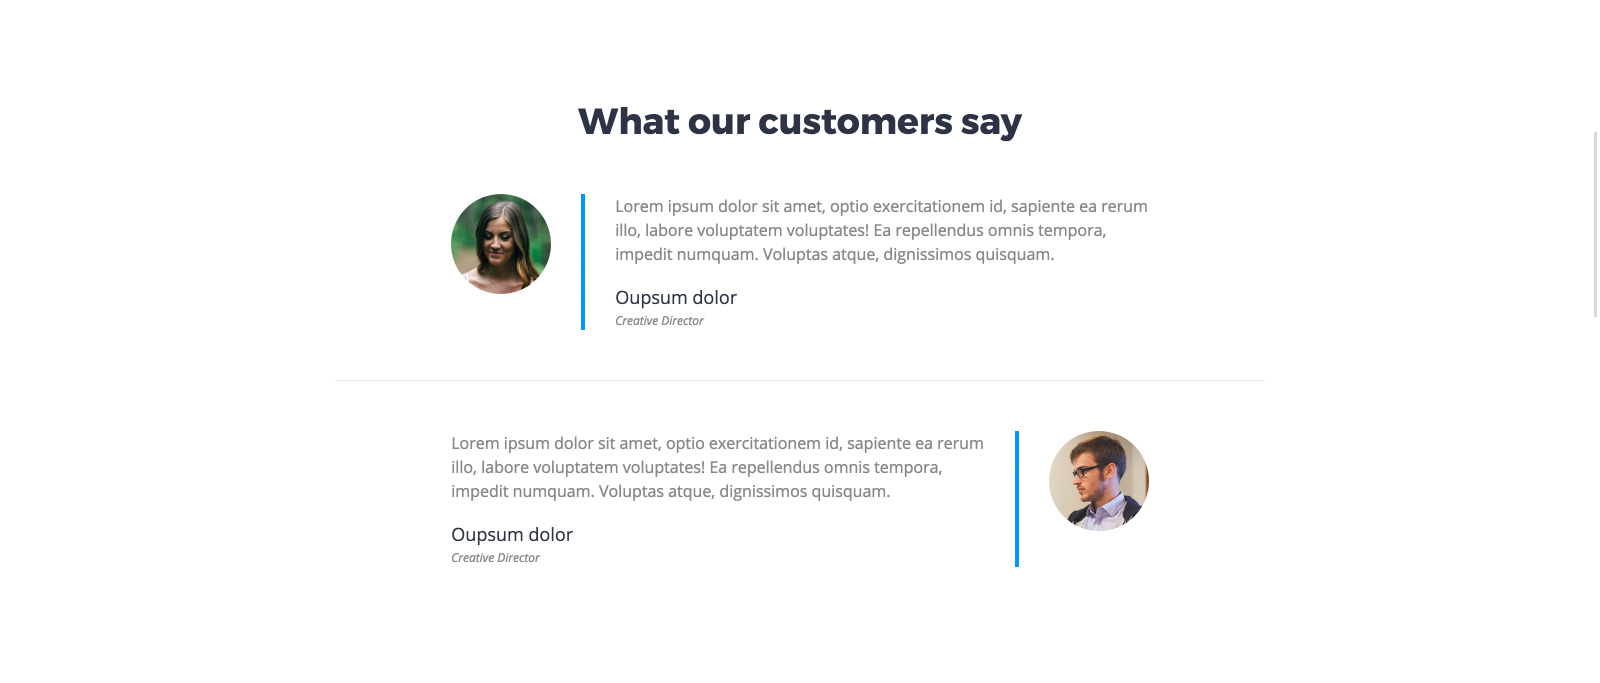 What our customers say
Lorem ipsum dolor sit amet, optio exercitationem id, sapiente ea rerum
illo, labore voluptatem voluptates! Ea repellendus omnis tempora,
impedit numquam. Voluptas atque, dignissimos quisquam.
Oupsum dolor
Creative Director
Lorem ipsum dolor sit amet, optio exercitationem id, sapiente ea rerum
illo, labore voluptatem voluptates! Ea repellendus omnis tempora,
impedit numquam. Voluptas atque, dignissimos quisquam.
Oupsum dolor
Creative Director